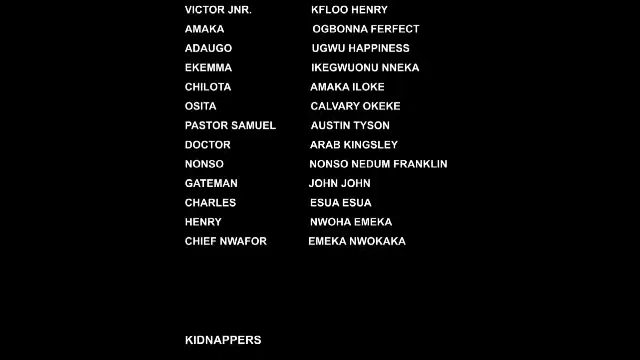 VICTOR JNR. KFLOO HENRY
AMAKA OGBONNA FERFECT
ADAUGO UGWU HAPPINESS
EKEMMA IKEGWUONU NNEKA
CHILOTA AMAKA ILOKE
OSITA CALVARY OKEKE
PASTOR SAMUEL AUSTIN TYSON
DOCTOR ARAB KINGSLEY
NONSO NONSO NEDUM FRANKLIN
GATEMAN JOHN JOHN
CHARLES ESUA ESUA
HENRY NWOHA EMEKA
CHIEF NWAFOR EMEKA NWOKAKA
KIDNAPPERS